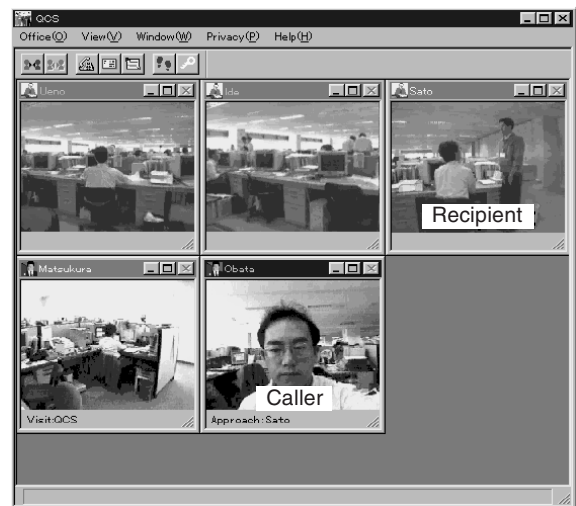 QCS
Office(O) View(V) Window(W) Privacy(P) Help(H)
Ueno
Ide
Sato
Recipient
Matsukura
Obata
Caller
Visit:QCS
Approach:Sato